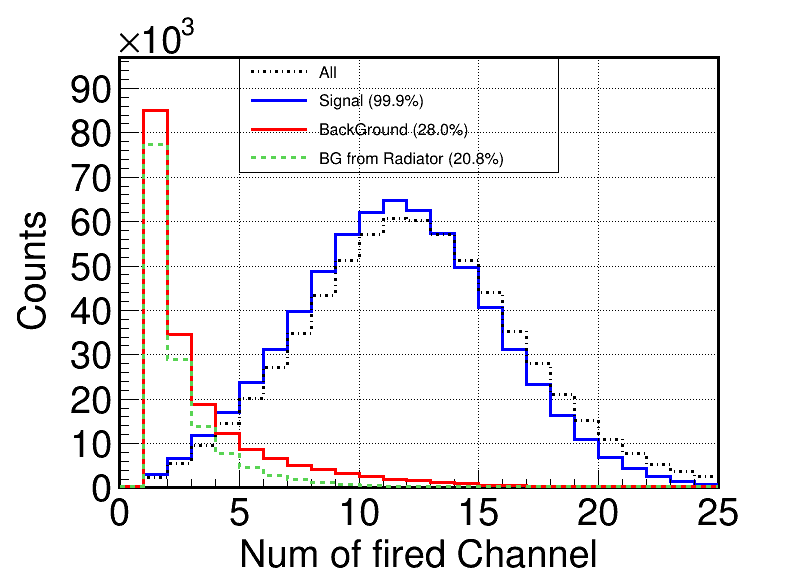 ×10³
All
Signal (99.9%)
BackGround (28.0%)
BG from Radiator (20.8%)
90
80
70
60
50
40
30
20
10
0
Counts
0 5 10 15 20 25
Num of fired Channel